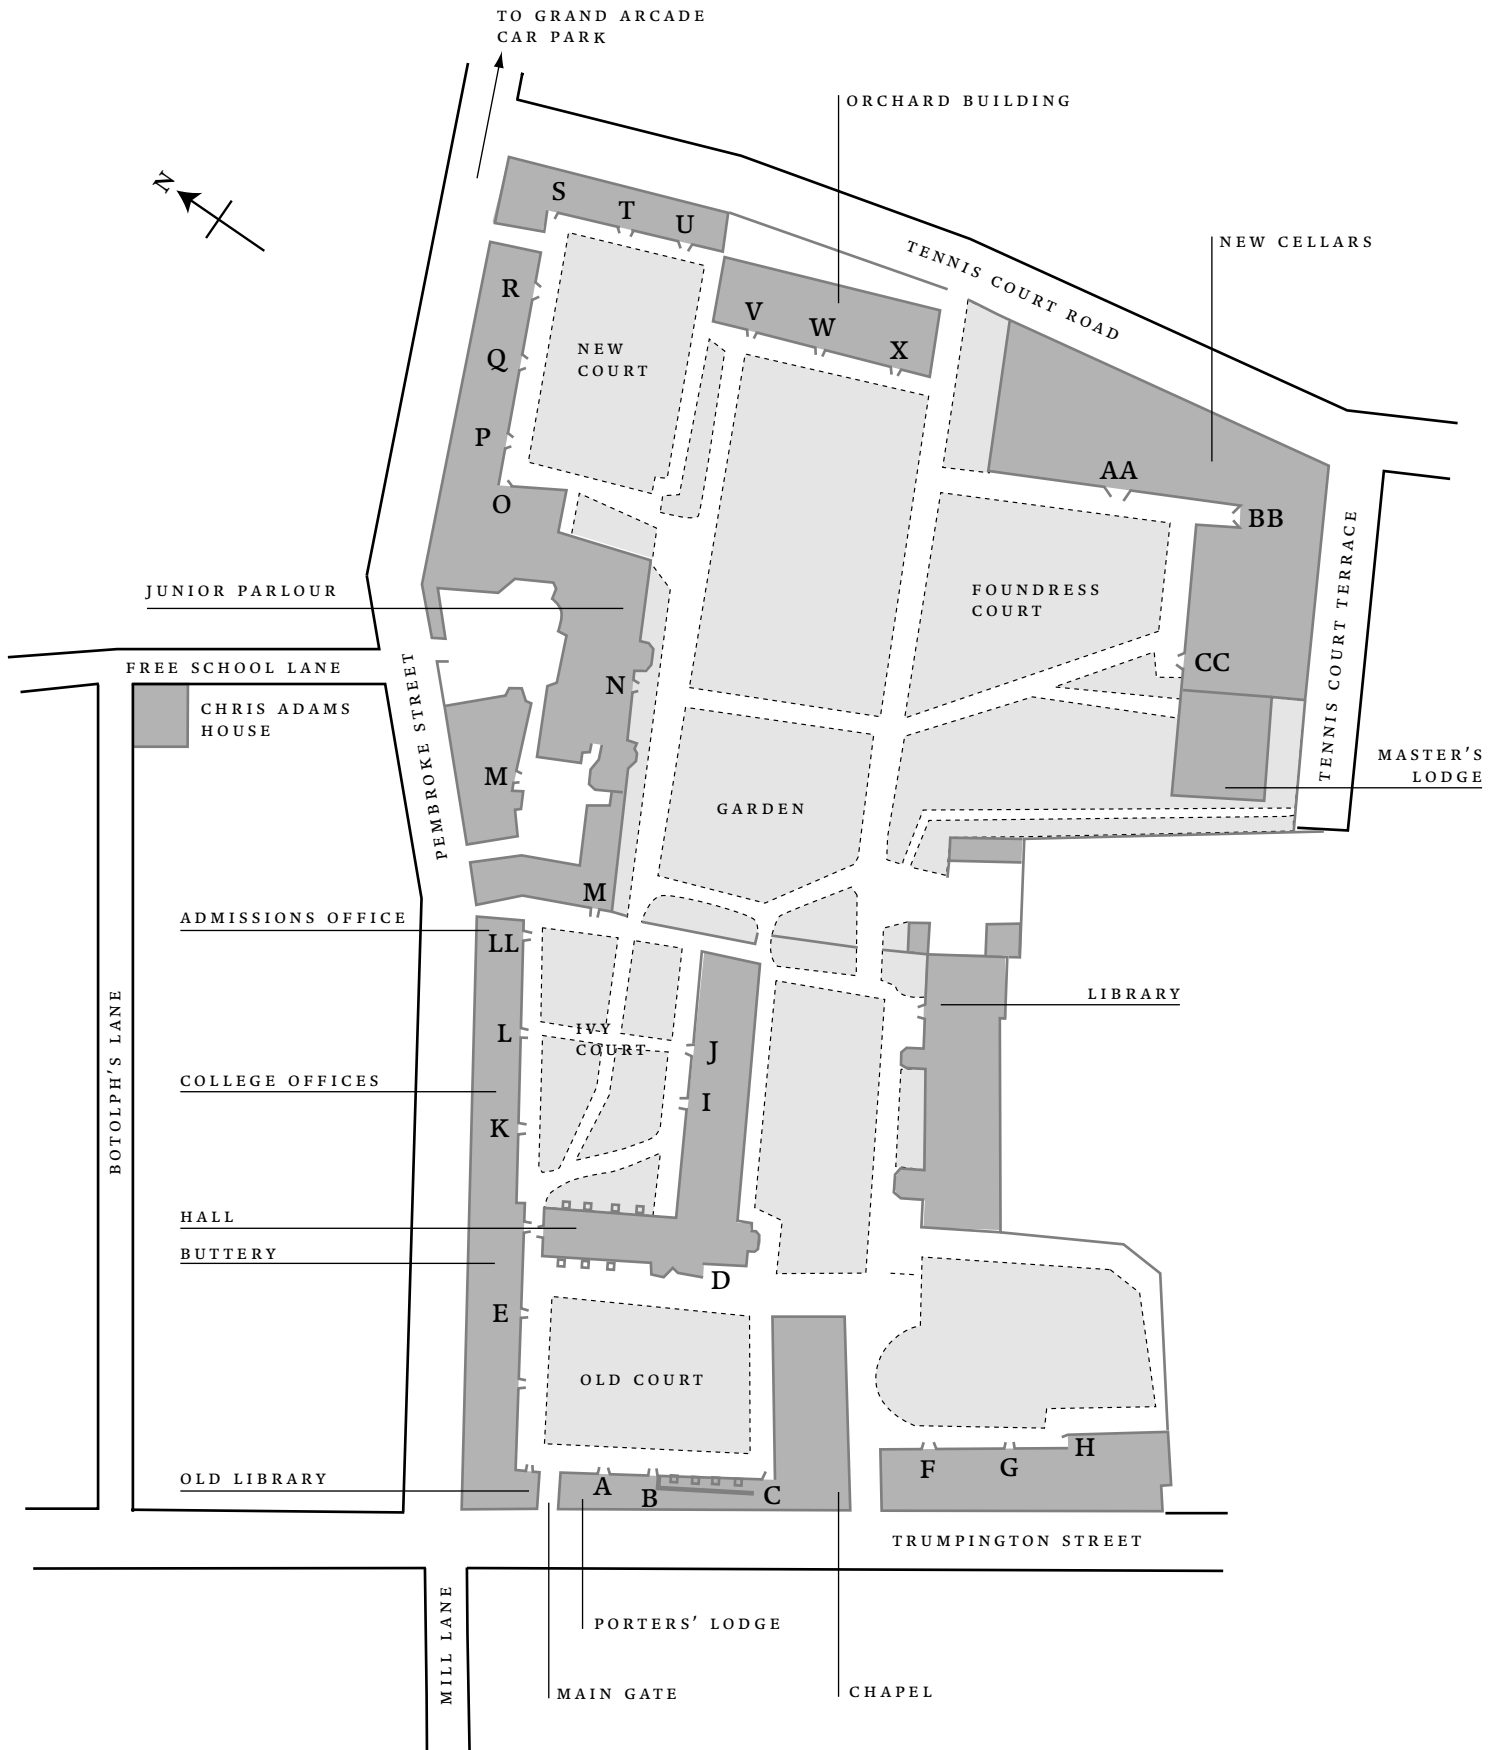 TO GRAND ARCADE
CAR PARK
ORCHARD BUILDING
N
S
T
U
TENNIS COURT ROAD
NEW CELLARS
R
V
W
X
Q
NEW
COURT
P
O
AA
BB
JUNIOR PARLOUR
FOUNDRESS
COURT
TENNIS COURT TERRACE
FREE SCHOOL LANE
CC
N
CHRIS ADAMS
HOUSE
PEMBROKE STREET
MASTER'S
LODGE
M
GARDEN
M
ADMISSIONS OFFICE
LL
LIBRARY
L
IVY
COURT
J
COLLEGE OFFICES
I
BOTOLPH'S LANE
K
HALL
BUTTERY
D
E
OLD COURT
F
G
H
OLD LIBRARY
A
B
C
TRUMPINGTON STREET
MILL LANE
PORTERS' LODGE
MAIN GATE
CHAPEL